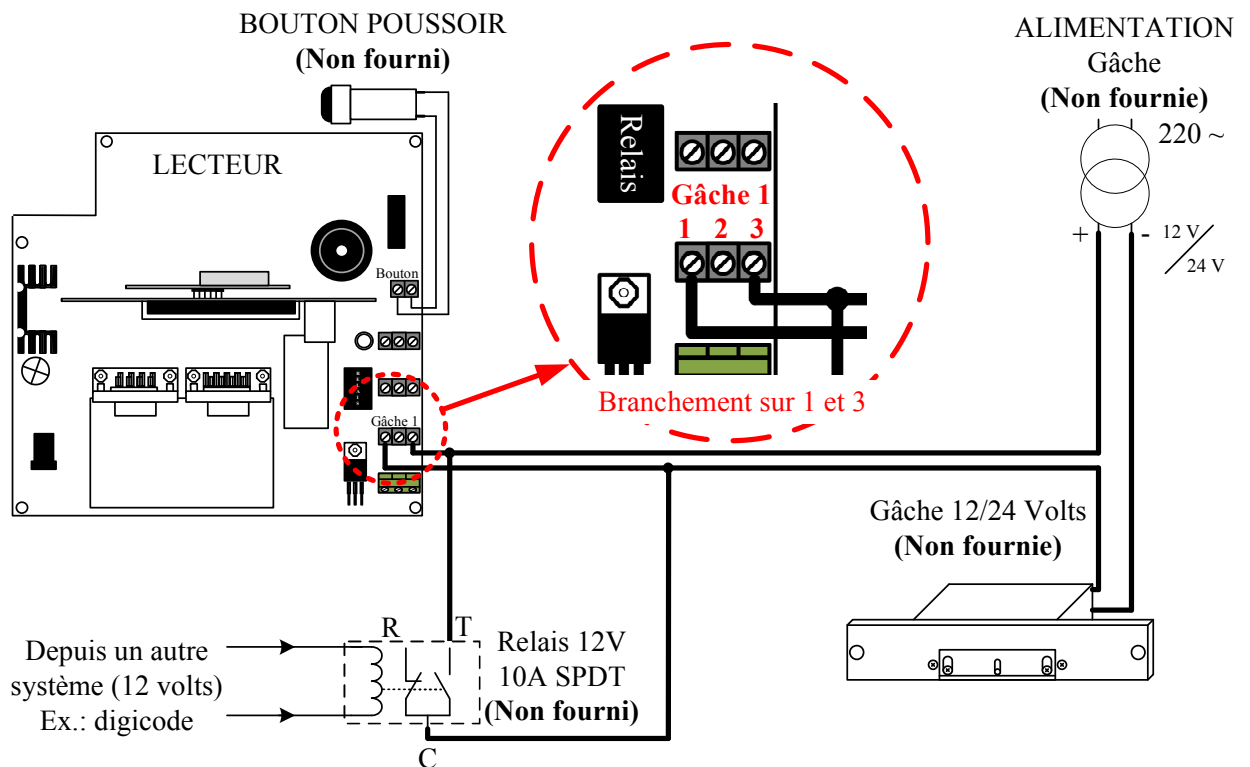 BOUTON POUSSOIR
(Non fourni)
ALIMENTATION
Gâche
(Non fournie)
220 ~
+
-
12 V
24 V
LECTEUR
Bouton
RELAIS
Gâche 1
Relais
Gâche 1
1 2 3
Branchement sur 1 et 3
Gâche 12/24 Volts
(Non fournie)
Depuis un autre
système (12 volts)
Ex.: digicode
R
T
C
Relais 12V
10A SPDT
(Non fourni)